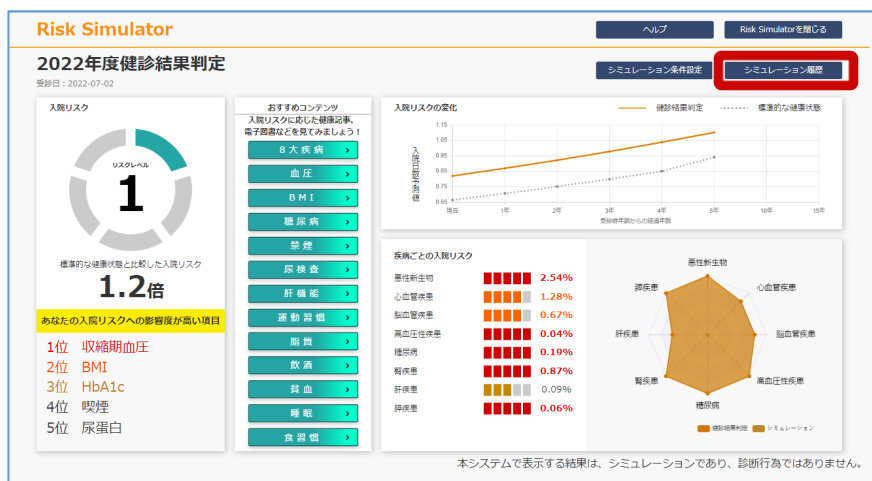 Risk Simulator
ヘルプ
Risk Simulatorを閉じる
2022年度健診結果判定
受診日：2022-07-02
シミュレーション条件設定
シミュレーション履歴
入院リスク
リスクレベル
1
標準的な健康状態と比較した入院リスク
1.2倍
あなたの入院リスクへの影響度が高い項目
1位 収縮期血圧
2位 BMI
3位 HbA1c
4位 喫煙
5位 尿蛋白
おすすめコンテンツ
入院リスクに応じた健康記事、
電子図書などを見てみましょう！
8大疾病
血圧
BMI
糖尿病
禁煙
尿検査
肝機能
運動習慣
脂質
飲酒
貧血
睡眠
食習慣
入院リスクの変化
健診結果判定
標準的な健康状態
入院日数予測値
1.15
1.05
0.95
0.85
0.75
0.65
現在 1年 2年 3年 4年 5年 10年 15年
受診時年齢からの経過年数
疾病ごとの入院リスク
悪性新生物 2.54%
心血管疾患 1.28%
脳血管疾患 0.67%
高血圧性疾患 0.04%
糖尿病 0.19%
腎疾患 0.87%
肝疾患 0.09%
膵疾患 0.06%
悪性新生物
心血管疾患
脳血管疾患
高血圧性疾患
糖尿病
腎疾患
肝疾患
膵疾患
健診結果判定 シミュレーション
本システムで表示する結果は、シミュレーションであり、診断行為ではありません。